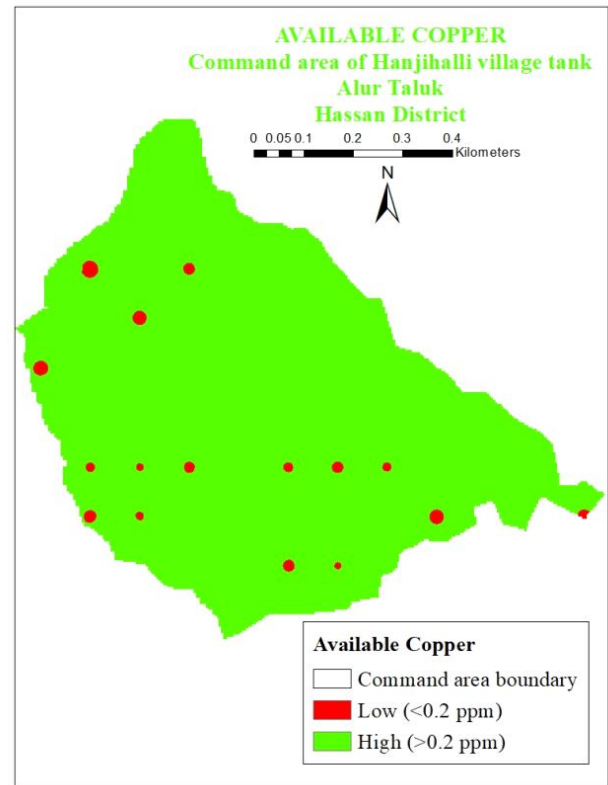 AVAILABLE COPPER
Command area of Hanjihalli village tank
Alur Taluk
Hassan District
0 0.05 0.1 0.2 0.3 0.4
Kilometers
N
Available Copper
Command area boundary
Low (<0.2 ppm)
High (>0.2 ppm)